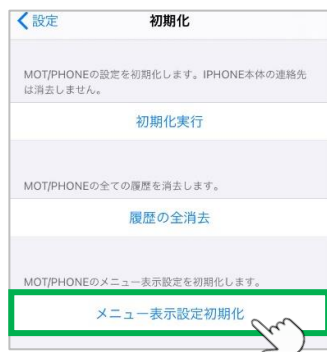 設定
初期化
MOT/PHONEの設定を初期化します。IPHONE本体の連絡先
は消去しません。
初期化実行
MOT/PHONEの全ての履歴を消去します。
履歴の全消去
MOT/PHONEのメニュー表示設定を初期化します。
メニュー表示設定初期化